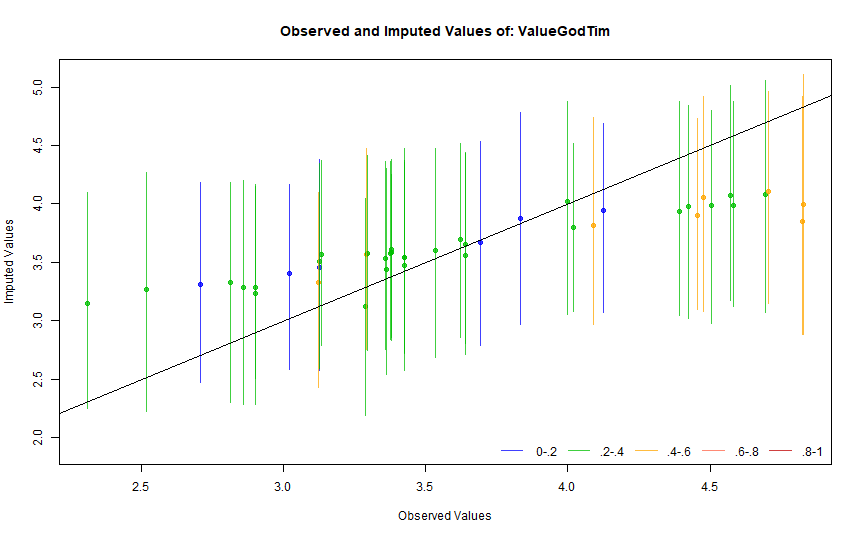 Observed and Imputed Values of: ValueGodTim
Imputed Values
5.0
4.5
4.0
3.5
3.0
2.5
2.0
0-.2 .2-.4 .4-.6 .6-.8 .8-1
2.5 3.0 3.5 4.0 4.5
Observed Values